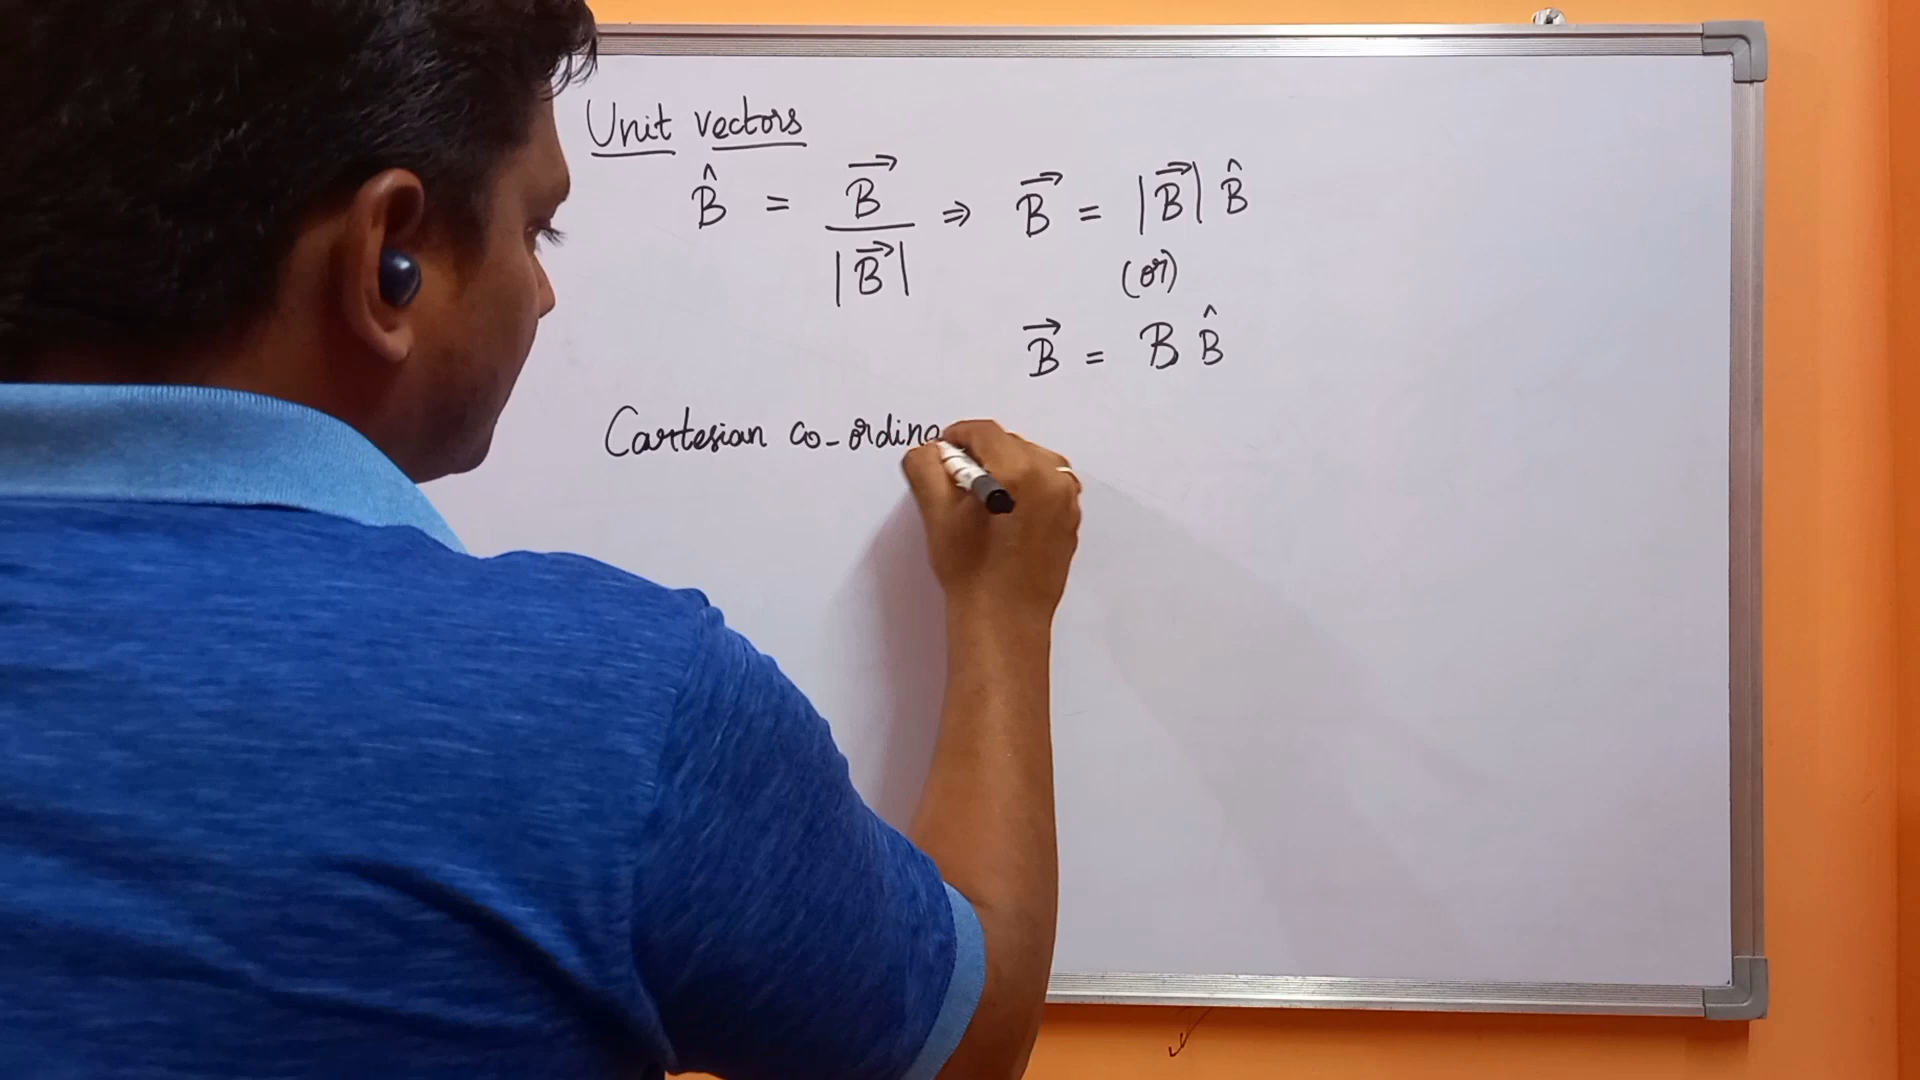 Unit vectors
B̂ = B⃗ / |B⃗| ⇒ B⃗ = |B⃗| B̂
(or)
B⃗ = B B̂
Cartesian co-ordina